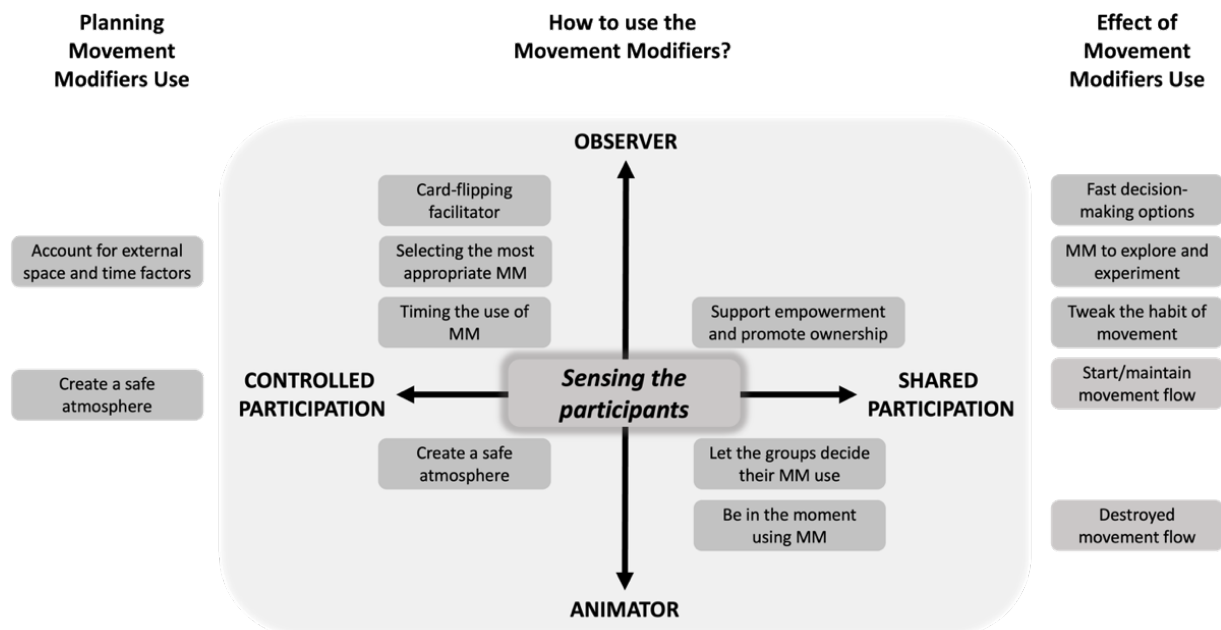 Planning
Movement
Modifiers Use
How to use the
Movement Modifiers?
Effect of
Movement
Modifiers Use
OBSERVER
Card-flipping
facilitator
Selecting the most
appropriate MM
Timing the use of
MM
Support empowerment
and promote ownership
Account for external
space and time factors
Create a safe
atmosphere
CONTROLLED
PARTICIPATION
Sensing the
participants
SHARED
PARTICIPATION
Create a safe
atmosphere
Let the groups decide
their MM use
Be in the moment
using MM
ANIMATOR
Fast decision-
making options
MM to explore and
experiment
Tweak the habit of
movement
Start/maintain
movement flow
Destroyed
movement flow